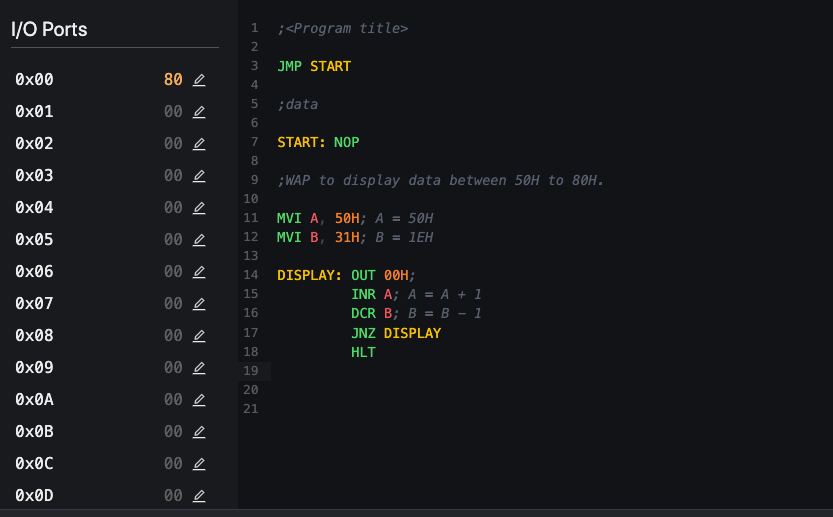 I/O Ports
0x00 80
0x01 00
0x02 00
0x03 00
0x04 00
0x05 00
0x06 00
0x07 00
0x08 00
0x09 00
0x0A 00
0x0B 00
0x0C 00
0x0D 00
1 ;<Program title>
2
3 JMP START
4
5 ;data
6
7 START: NOP
8
9 ;WAP to display data between 50H to 80H.
10
11 MVI A, 50H; A = 50H
12 MVI B, 31H; B = 1EH
13
14 DISPLAY: OUT 00H;
15 INR A; A = A + 1
16 DCR B; B = B - 1
17 JNZ DISPLAY
18 HLT
19
20
21